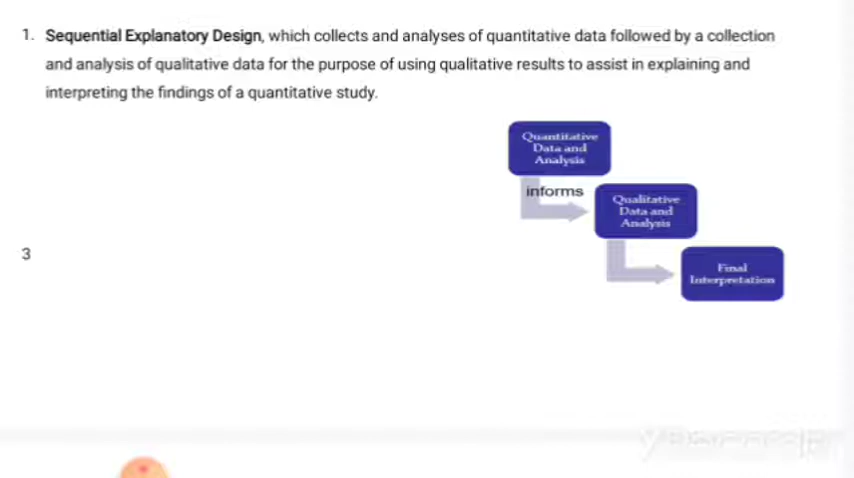 1. Sequential Explanatory Design, which collects and analyses of quantitative data followed by a collection
and analysis of qualitative data for the purpose of using qualitative results to assist in explaining and
interpreting the findings of a quantitative study.
Quantitative
Data and
Analysis
informs
Qualitative
Data and
Analysis
3
Final
Interpretation